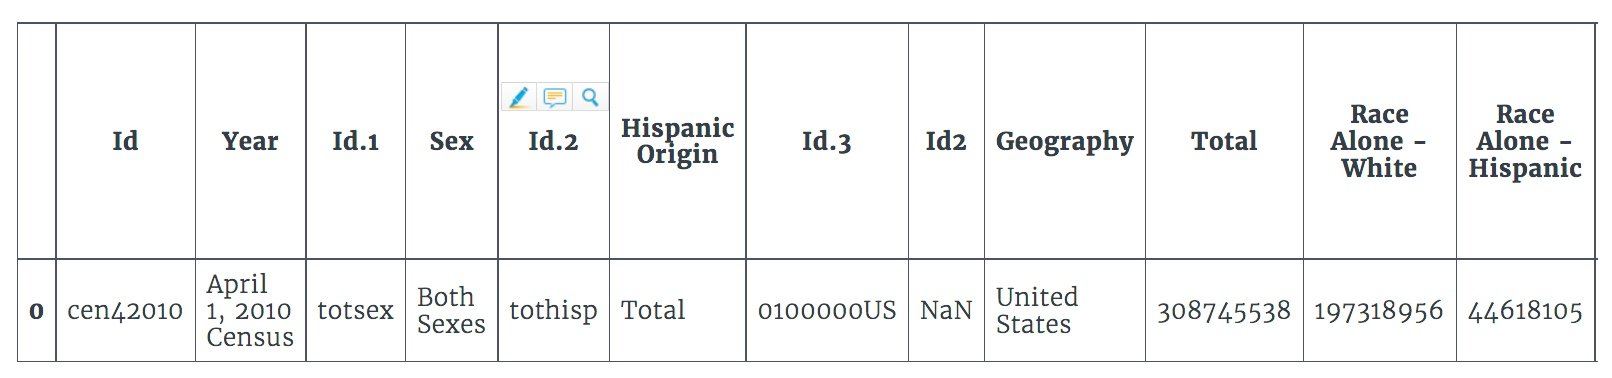 Id Year Id.1 Sex Id.2 Hispanic Origin Id.3 Id2 Geography Total Race Alone - White Race Alone - Hispanic
0 cen42010 April 1, 2010 Census totsex Both Sexes tothisp Total 0100000US NaN United States 308745538 197318956 44618105